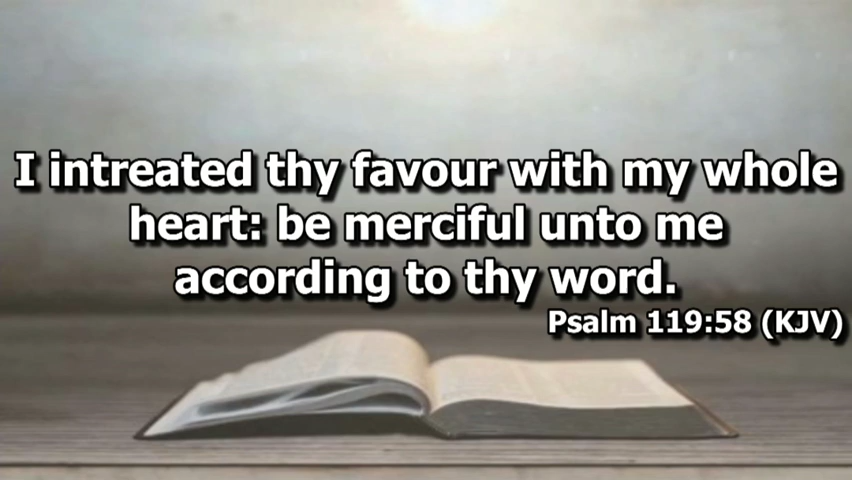 I intreated thy favour with my whole
heart: be merciful unto me
according to thy word.
Psalm 119:58 (KJV)